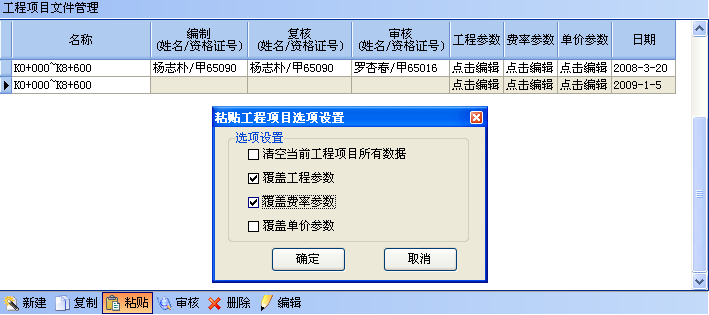 工程项目文件管理
名称 编制 (姓名/资格证号) 复核 (姓名/资格证号) 审核 (姓名/资格证号) 工程参数 费率参数 单价参数 日期
K0+000~K8+600 杨志朴/甲65090 杨志朴/甲65090 罗杏春/甲65016 点击编辑 点击编辑 点击编辑 2008-3-20
K0+000~K8+600 点击编辑 点击编辑 点击编辑 2009-1-5
粘贴工程项目选项设置
选项设置
清空当前工程项目所有数据
覆盖工程参数
覆盖费率参数
覆盖单价参数
确定 取消
新建 复制 粘贴 审核 删除 编辑